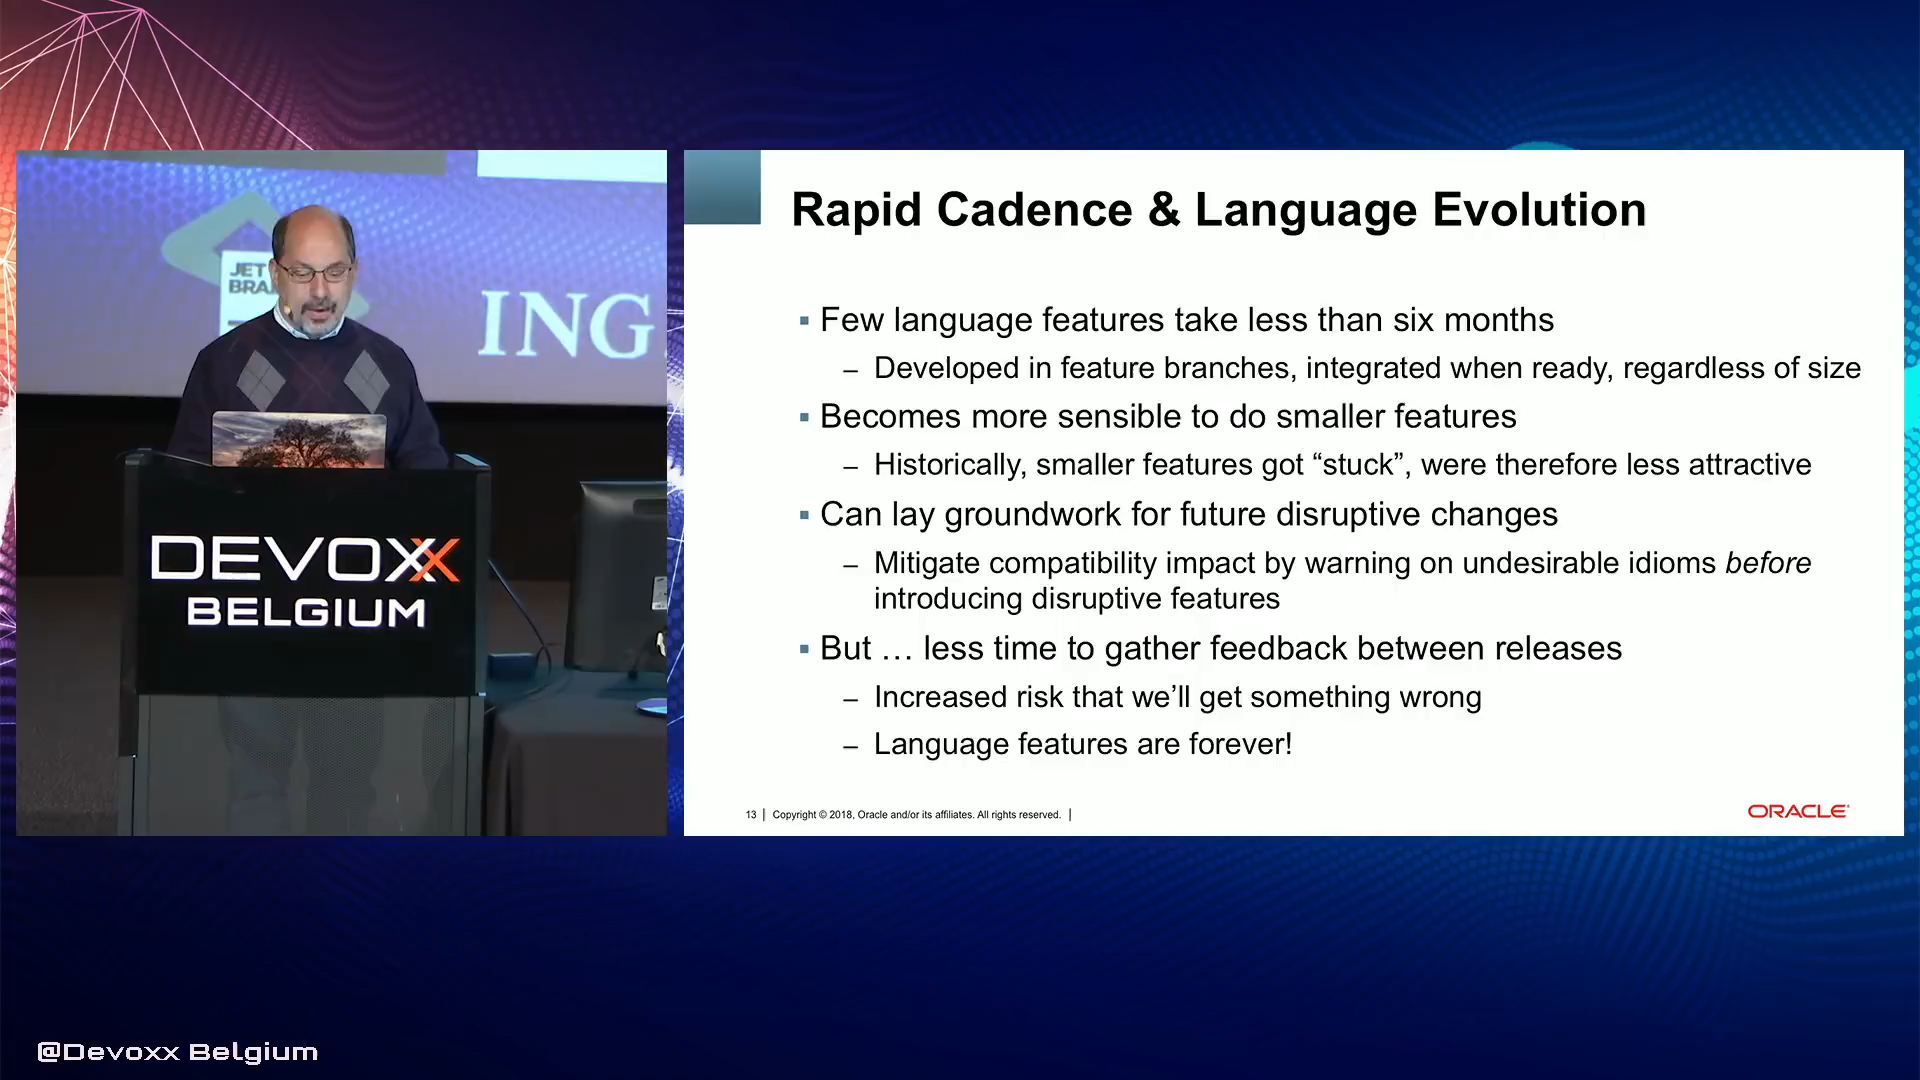 JET
BRA
ING
DEVOXX
BELGIUM
Rapid Cadence & Language Evolution
▪ Few language features take less than six months
– Developed in feature branches, integrated when ready, regardless of size
▪ Becomes more sensible to do smaller features
– Historically, smaller features got “stuck”, were therefore less attractive
▪ Can lay groundwork for future disruptive changes
– Mitigate compatibility impact by warning on undesirable idioms before
introducing disruptive features
▪ But … less time to gather feedback between releases
– Increased risk that we’ll get something wrong
– Language features are forever!
13 | Copyright © 2018, Oracle and/or its affiliates. All rights reserved. |
ORACLE
@Devoxx Belgium